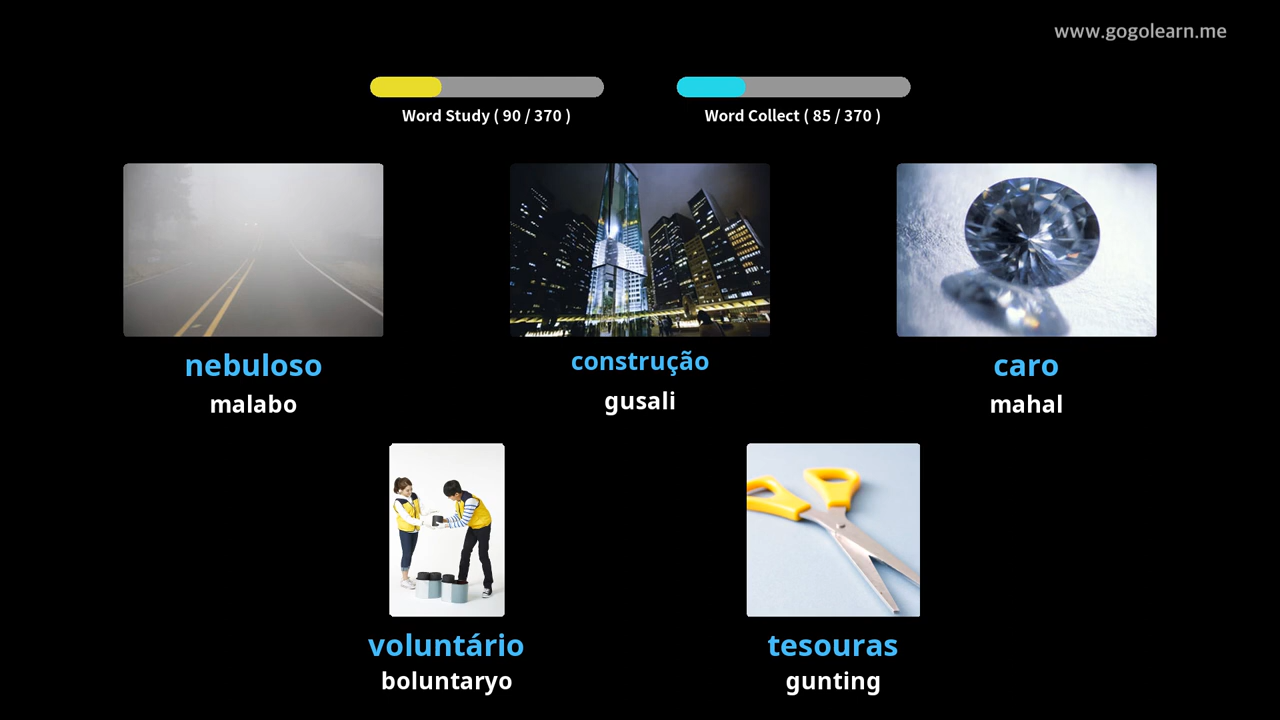 www.gogolearn.me
Word Study ( 90 / 370 )
Word Collect ( 85 / 370 )
nebuloso
malabo
construção
gusali
caro
mahal
voluntário
boluntaryo
tesouras
gunting